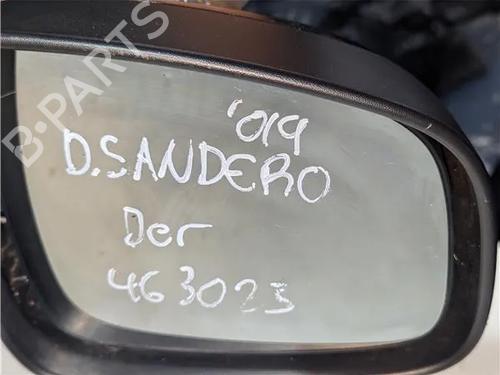 B-PARTS
'019
D.SANDERO
Der
463023